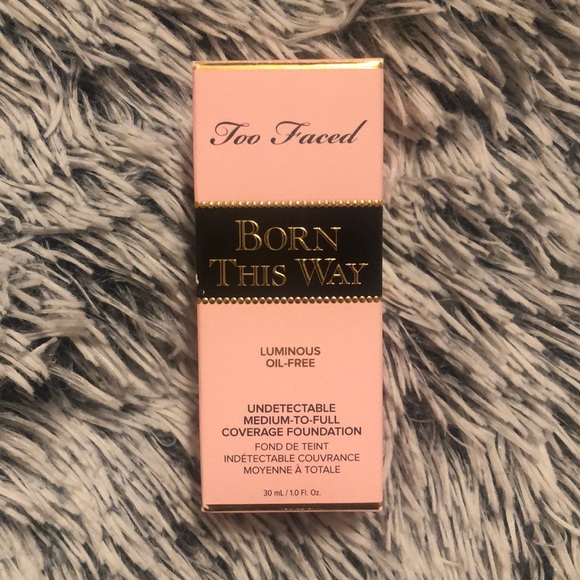 Too Faced
BORN
THIS WAY
LUMINOUS
OIL-FREE
UNDETECTABLE
MEDIUM-TO-FULL
COVERAGE FOUNDATION
FOND DE TEINT
INDÉTECTABLE COUVRANCE
MOYENNE À TOTALE
30 mL / 1.0 Fl. Oz.